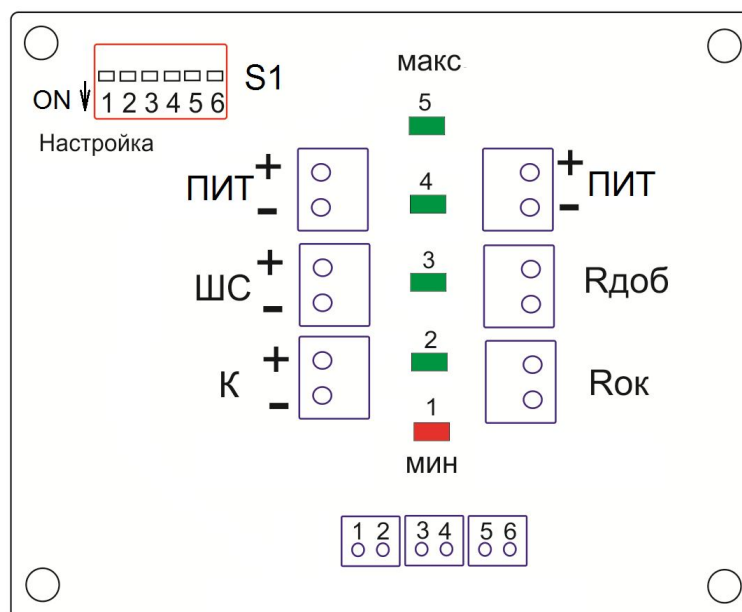 S1
ON
1 2 3 4 5 6
Настройка
макс
5
ПИТ + -
4
+ - ПИТ
ШС + -
3
Rдоб
К + -
2
Rок
1
мин
1 2 3 4 5 6